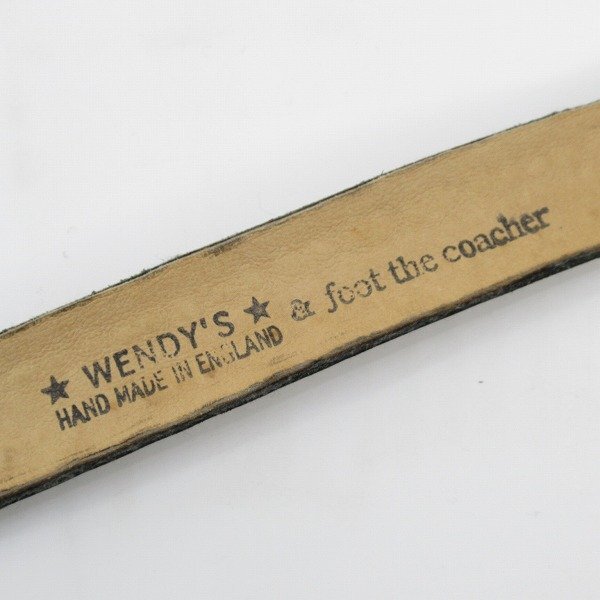 ★ WENDY'S ★
HAND MADE IN ENGLAND
& foot the coacher